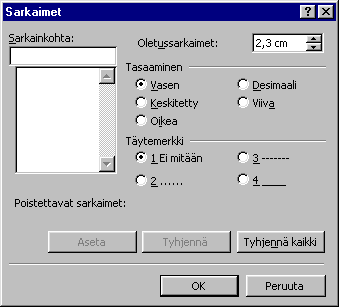 Sarkaimet
Sarkainkohta:
Oletussarkaimet: 2,3 cm
Tasaaminen
Vasen Desimaali
Keskitetty Viiva
Oikea
Täytemerkki
1 Ei mitään 3 -------
2 ...... 4 ____
Poistettavat sarkaimet:
Aseta Tyhjennä Tyhjennä kaikki
OK Peruuta